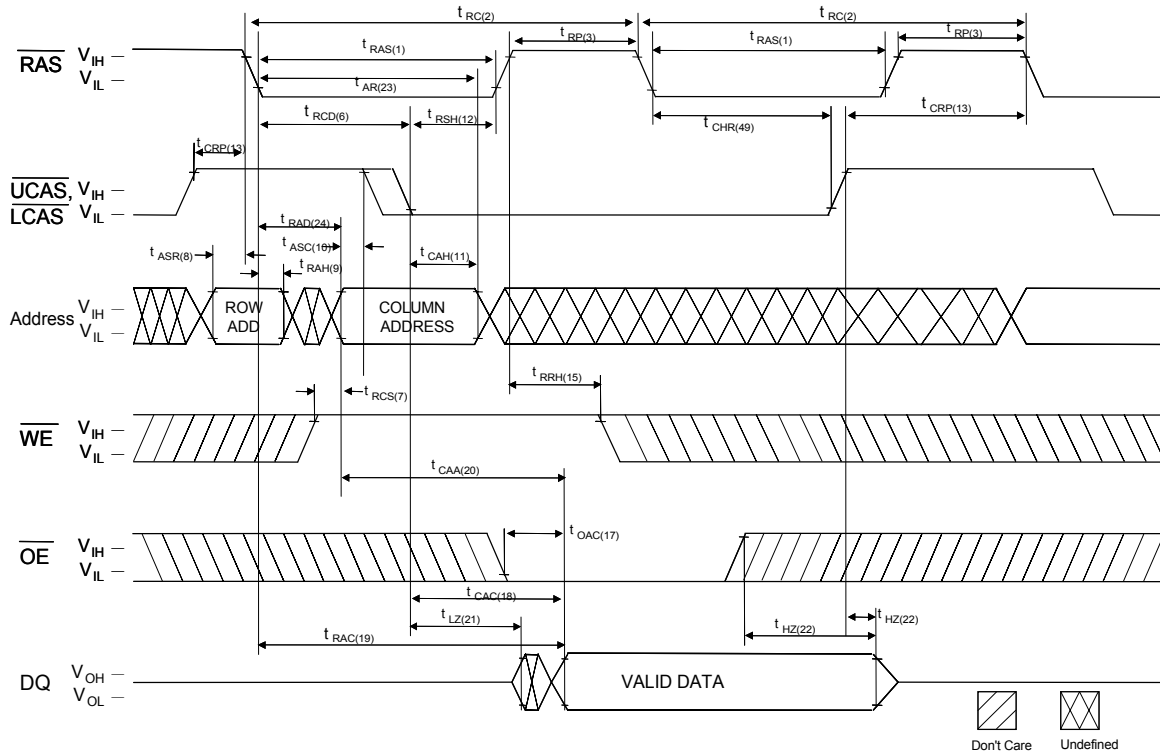 t RC(2) t RC(2)
t RAS(1) t RP(3) t RAS(1) t RP(3)
RAS V IH
V IL
t AR(23)
t RCD(6) t RSH(12) t CHR(49) t CRP(13)
t CRP(13)
UCAS, V IH
LCAS V IL
t RAD(24)
t ASR(8) t ASC(10) t CAH(11)
t RAH(9)
Address V IH
V IL
ROW ADD
COLUMN ADDRESS
t RRH(15)
t RCS(7)
WE V IH
V IL
t CAA(20)
OE V IH
V IL
t OAC(17)
t CAC(18)
t LZ(21) t HZ(22) t HZ(22)
t RAC(19)
DQ V OH
V OL
VALID DATA
Don't Care Undefined